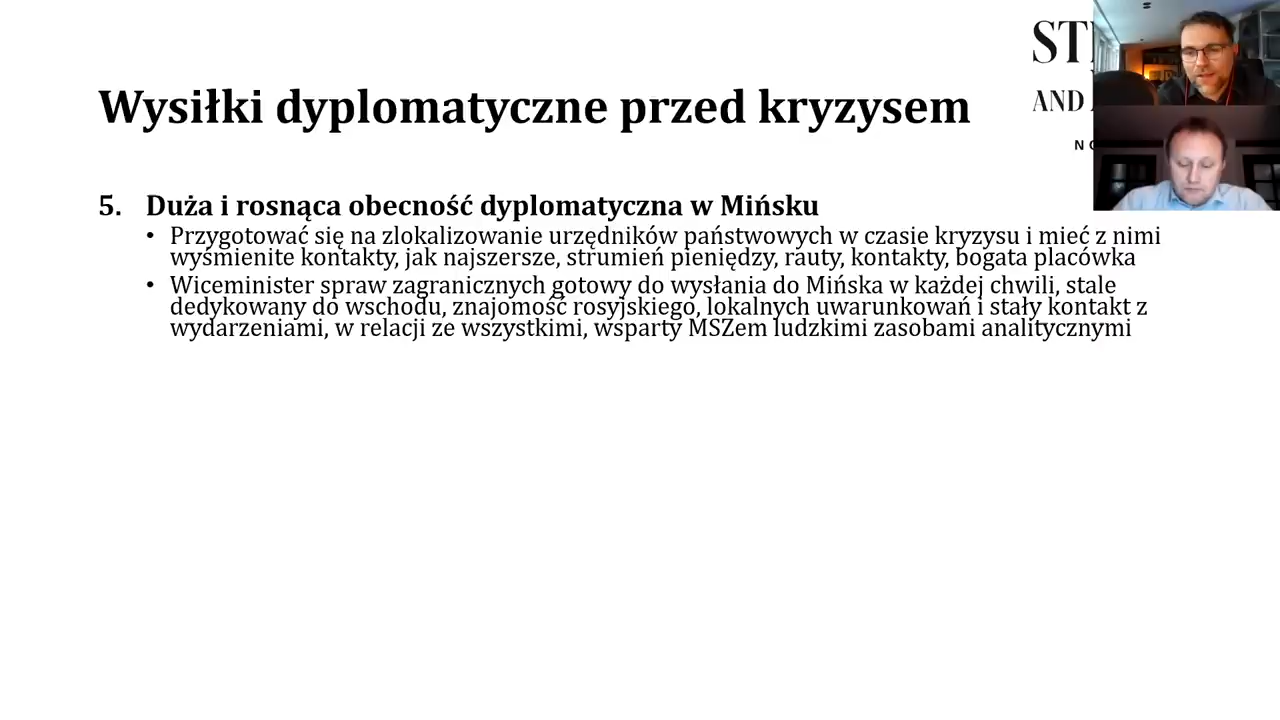 Wysiłki dyplomatyczne przed kryzysem
AND
5. Duża i rosnąca obecność dyplomatyczna w Mińsku
• Przygotować się na zlokalizowanie urzędników państwowych w czasie kryzysu i mieć z nimi
wyśmienite kontakty, jak najszersze, strumień pieniędzy, rauty, kontakty, bogata placówka
• Wiceminister spraw zagranicznych gotowy do wysłania do Mińska w każdej chwili, stale
dedykowany do wschodu, znajomość rosyjskiego, lokalnych uwarunkowań i stały kontakt z
wydarzeniami, w relacji ze wszystkimi, wsparty MSZem ludzkimi zasobami analitycznymi